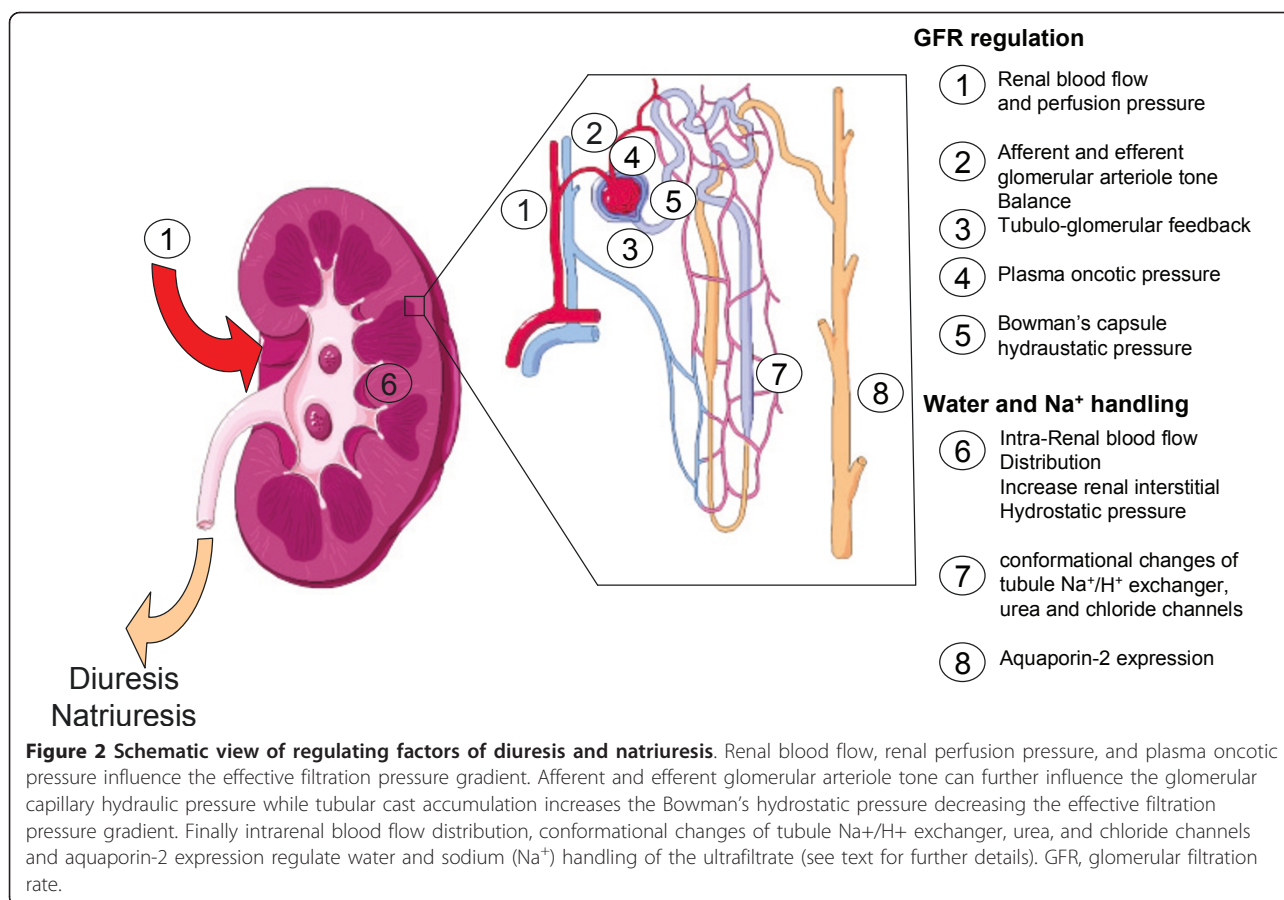 GFR regulation
1 Renal blood flow
and perfusion pressure
2 Afferent and efferent
glomerular arteriole tone
Balance
3 Tubulo-glomerular feedback
4 Plasma oncotic pressure
5 Bowman's capsule
hydraustatic pressure
Water and Na⁺ handling
6 Intra-Renal blood flow
Distribution
Increase renal interstitial
Hydrostatic pressure
7 conformational changes of
tubule Na⁺/H⁺ exchanger,
urea and chloride channels
8 Aquaporin-2 expression
1
6
2
4
1
5
3
7
8
Diuresis
Natriuresis
Figure 2 Schematic view of regulating factors of diuresis and natriuresis. Renal blood flow, renal perfusion pressure, and plasma oncotic
pressure influence the effective filtration pressure gradient. Afferent and efferent glomerular arteriole tone can further influence the glomerular
capillary hydraulic pressure while tubular cast accumulation increases the Bowman's hydrostatic pressure decreasing the effective filtration
pressure gradient. Finally intrarenal blood flow distribution, conformational changes of tubule Na+/H+ exchanger, urea, and chloride channels
and aquaporin-2 expression regulate water and sodium (Na⁺) handling of the ultrafiltrate (see text for further details). GFR, glomerular filtration
rate.